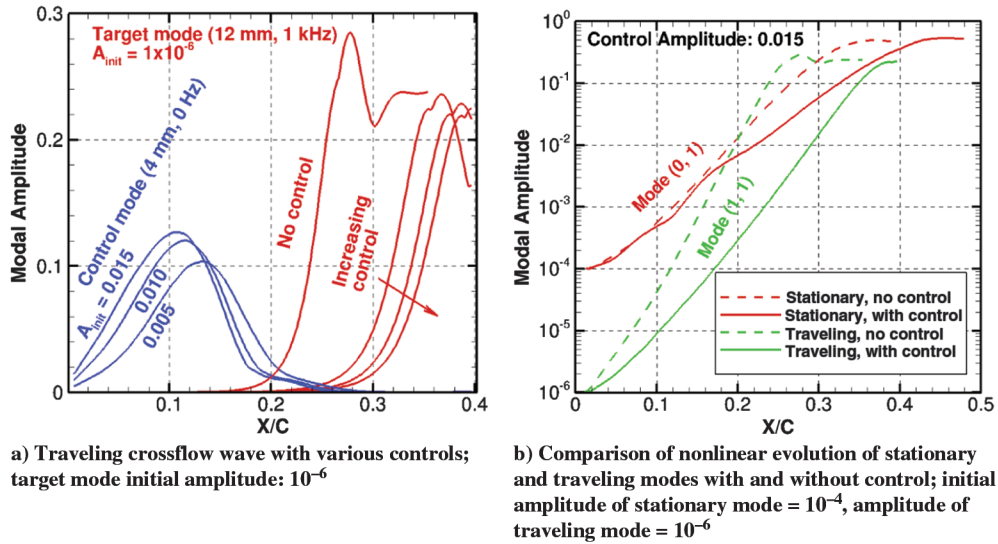 0.3
0.2
0.1
0
0.1
0.2
0.3
0.4
Modal Amplitude
X/C
Target mode (12 mm, 1 kHz)
A_init = 1x10^-6
Control mode (4 mm, 0 Hz)
A_init = 0.015
0.010
0.005
No control
Increasing
control
a) Traveling crossflow wave with various controls;
target mode initial amplitude: 10^–6
10^0
10^-1
10^-2
10^-3
10^-4
10^-5
10^-6
0
0.1
0.2
0.3
0.4
0.5
Modal Amplitude
X/C
Control Amplitude: 0.015
Mode (0, 1)
Mode (1, 1)
Stationary, no control
Stationary, with control
Traveling, no control
Traveling, with control
b) Comparison of nonlinear evolution of stationary
and traveling modes with and without control; initial
amplitude of stationary mode = 10^–4, amplitude of
traveling mode = 10^–6